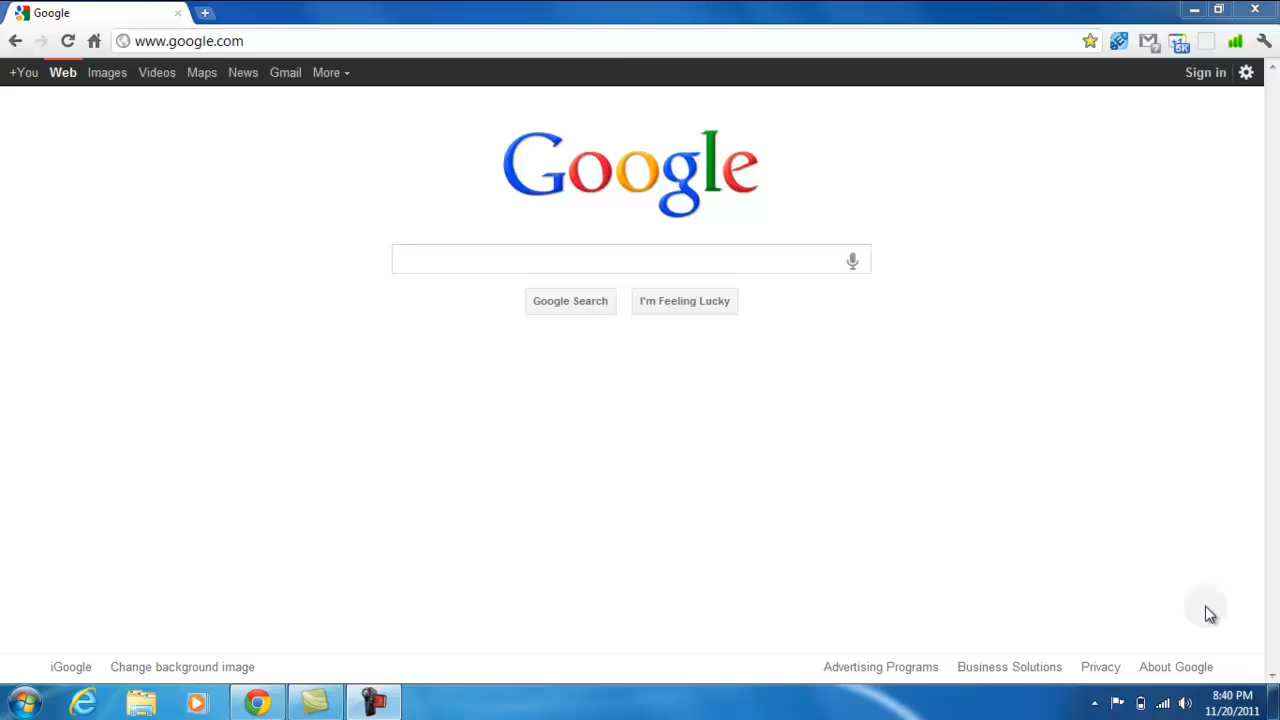 Google
www.google.com
5K
+You Web Images Videos Maps News Gmail More Sign in
Google
Google Search I'm Feeling Lucky
iGoogle Change background image Advertising Programs Business Solutions Privacy About Google
8:40 PM
11/20/2011